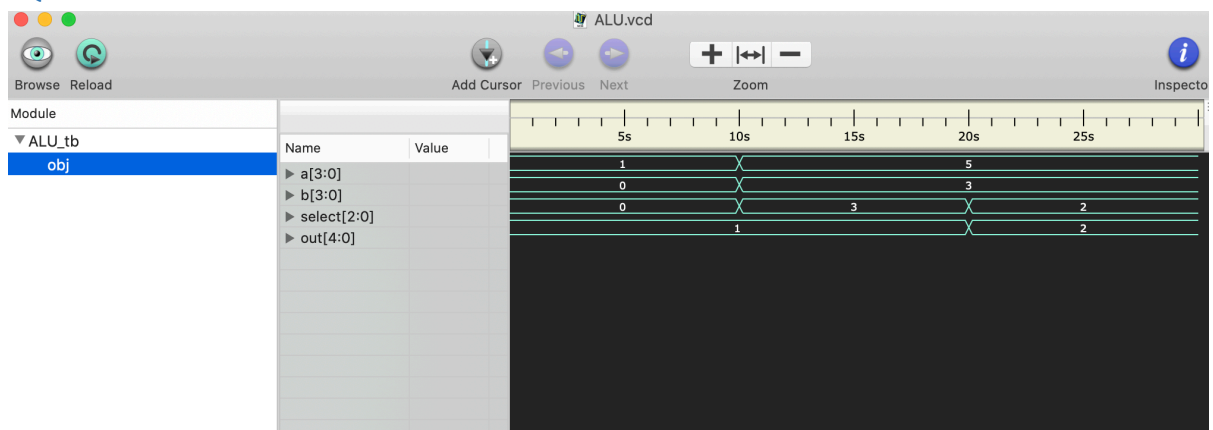 ALU.vcd
Browse Reload Add Cursor Previous Next Zoom Inspecto
Module
ALU_tb
obj
Name Value
5s 10s 15s 20s 25s
a[3:0] 1 5
b[3:0] 0 3
select[2:0] 0 3 2
out[4:0] 1 2